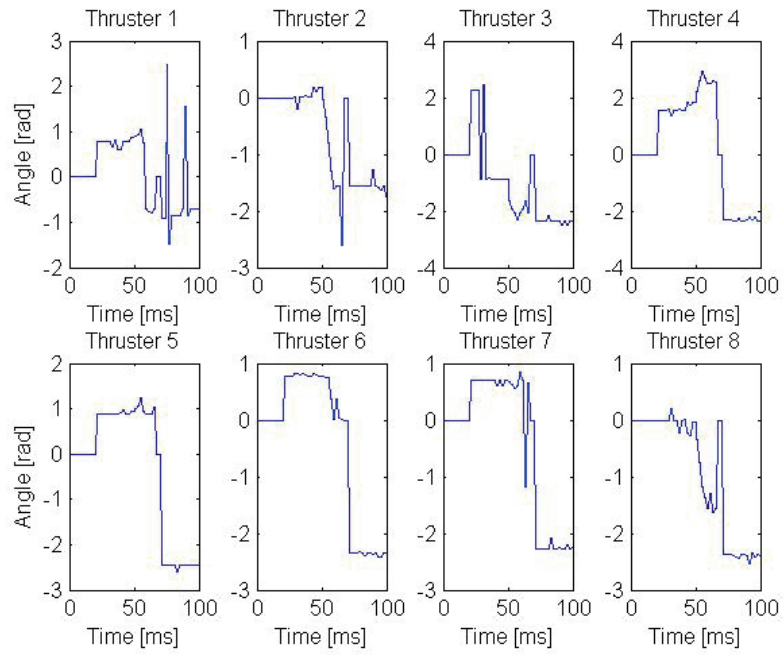 Thruster 1 Thruster 2 Thruster 3 Thruster 4
3 1 4 4
2 0 2 2
1 -1 0 0
0 -2 -2 -2
-1 -3 -4 -4
-2
Angle [rad]
0 50 100 0 50 100 0 50 100 0 50 100
Time [ms] Time [ms] Time [ms] Time [ms]
Thruster 5 Thruster 6 Thruster 7 Thruster 8
2 1 1 1
1 0 0 0
0 -1 -1 -1
-1 -2 -2 -2
-2 -3 -3 -3
-3
Angle [rad]
0 50 100 0 50 100 0 50 100 0 50 100
Time [ms] Time [ms] Time [ms] Time [ms]